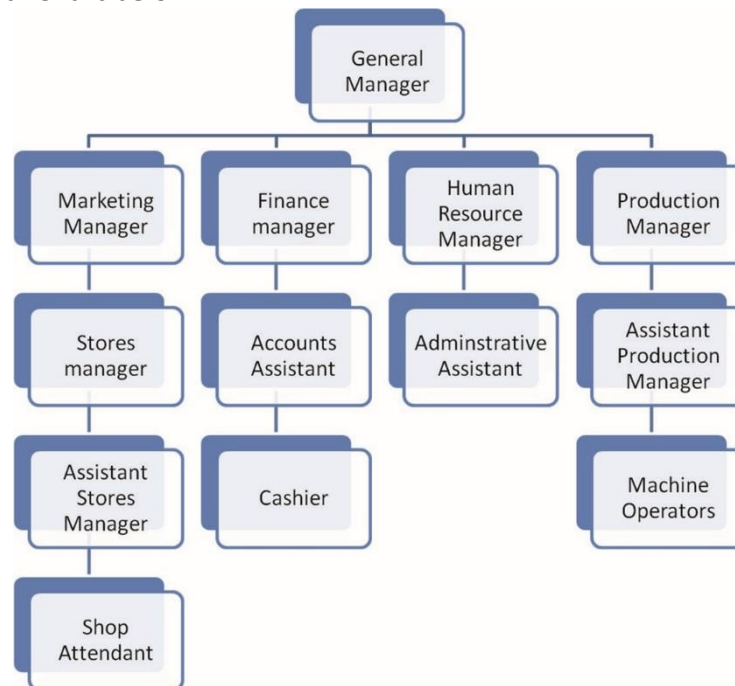 General
Manager
Marketing
Manager
Finance
manager
Human
Resource
Manager
Production
Manager
Stores
manager
Accounts
Assistant
Adminstrative
Assistant
Assistant
Production
Manager
Assistant
Stores
Manager
Cashier
Machine
Operators
Shop
Attendant